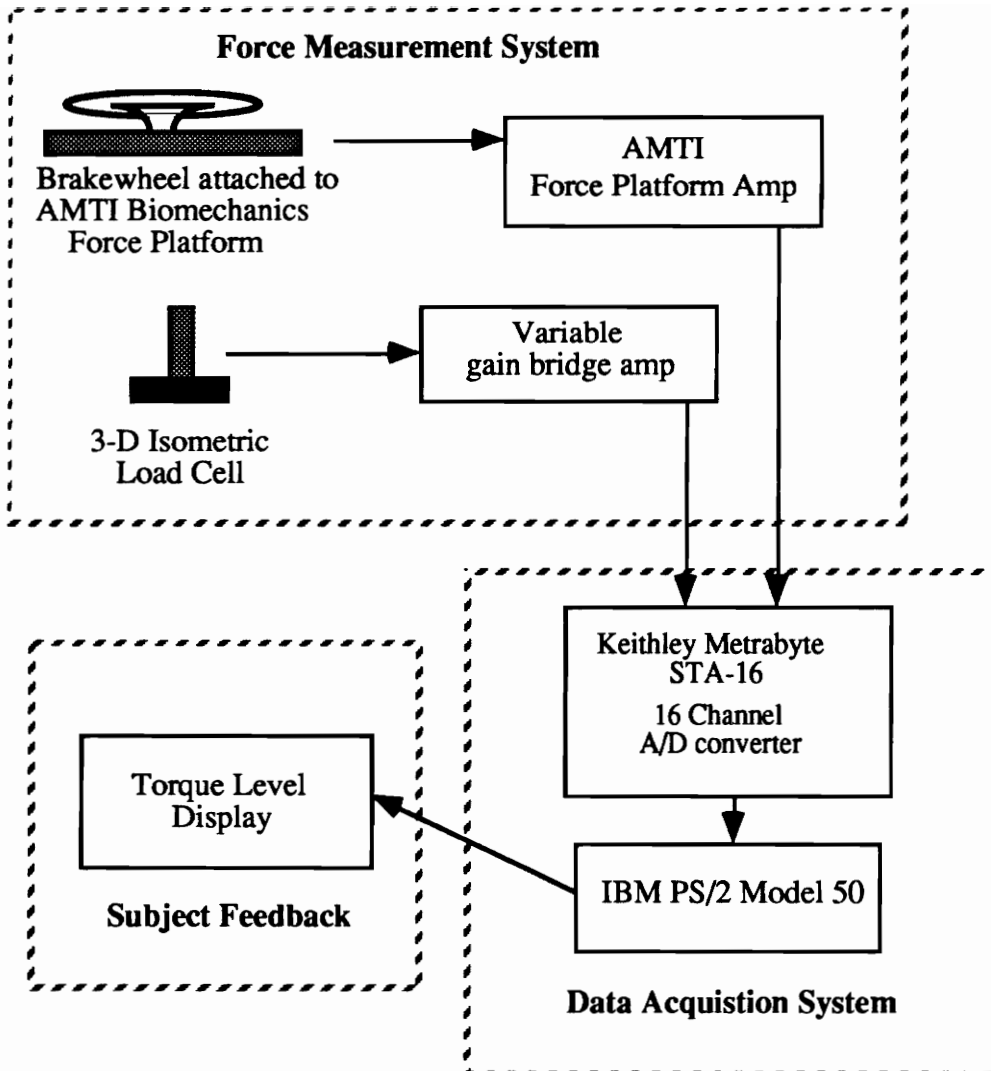 Force Measurement System
Brakewheel attached to
AMTI Biomechanics
Force Platform
AMTI
Force Platform Amp
3-D Isometric
Load Cell
Variable
gain bridge amp
Keithley Metrabyte
STA-16
16 Channel
A/D converter
IBM PS/2 Model 50
Data Acquistion System
Torque Level
Display
Subject Feedback